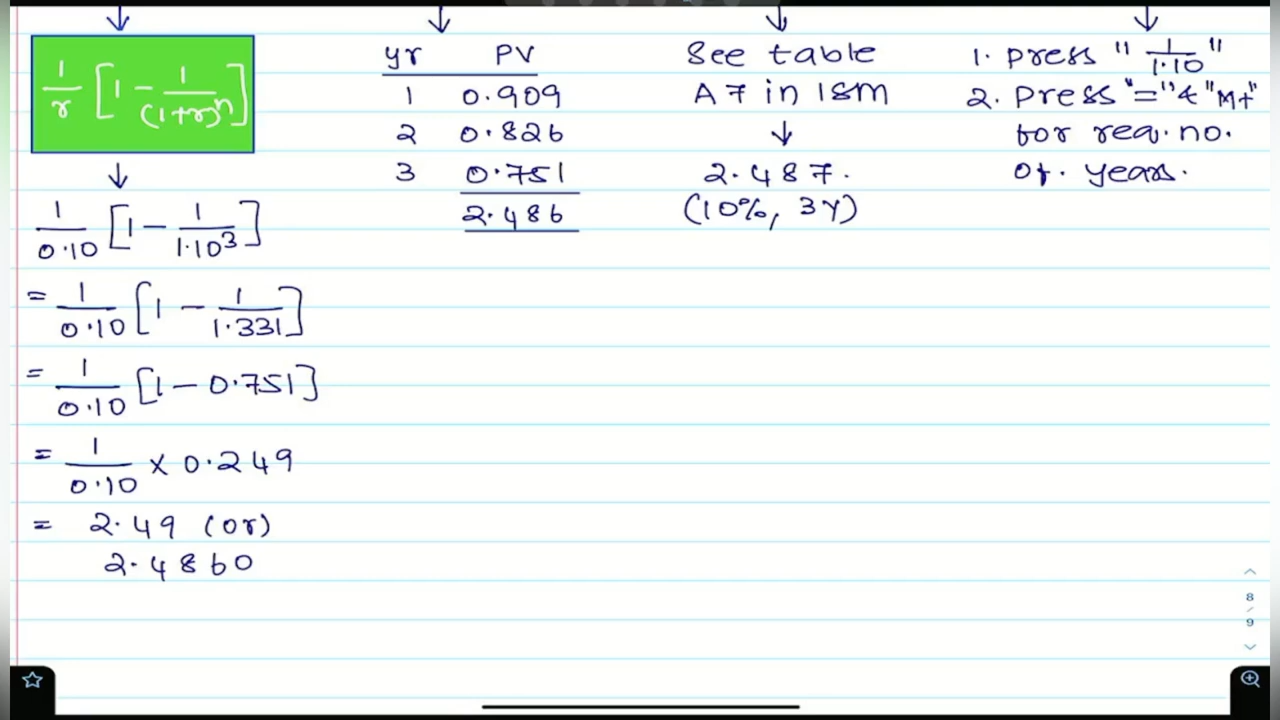 1/r [1 - 1/(1+r)^n]
1/0.10 [1 - 1/1.10^3]
= 1/0.10 [1 - 1/1.331]
= 1/0.10 [1 - 0.751]
= 1/0.10 x 0.249
= 2.49 (or)
2.4860
yr PV
1 0.909
2 0.826
3 0.751
2.486
See table
A7 in ISM
2.487.
(10%, 3Y)
1. press "1/1.10"
2. press "=" & "M+"
for req. no.
of. years.
8
/
9